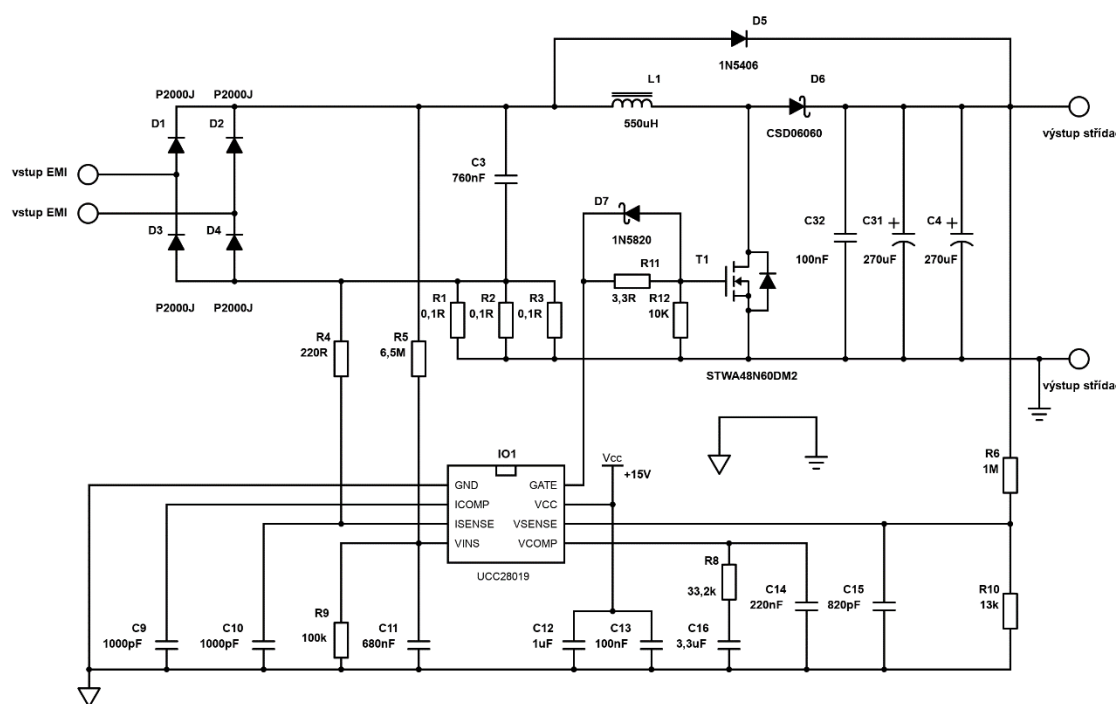 D5
1N5406
P2000J P2000J
L1
D6
D1 D2
550uH
CSD06060
výstup střída
vstup EMI
C3
760nF
vstup EMI
D7
D3 D4
1N5820
C32 C31 + C4 +
R11
T1
100nF 270uF 270uF
3,3R
R12
10K
P2000J P2000J
R1
0,1R
R2
0,1R
R3
0,1R
R4
220R
R5
6,5M
STWA48N60DM2
výstup střída
IO1
Vcc
+15V
R6
1M
GND GATE
ICOMP VCC
ISENSE VSENSE
VINS VCOMP
UCC28019
R8
33,2k
C14
220nF
C15
820pF
R10
13k
C9
1000pF
C10
1000pF
R9
100k
C11
680nF
C12
1uF
C13
100nF
C16
3,3uF